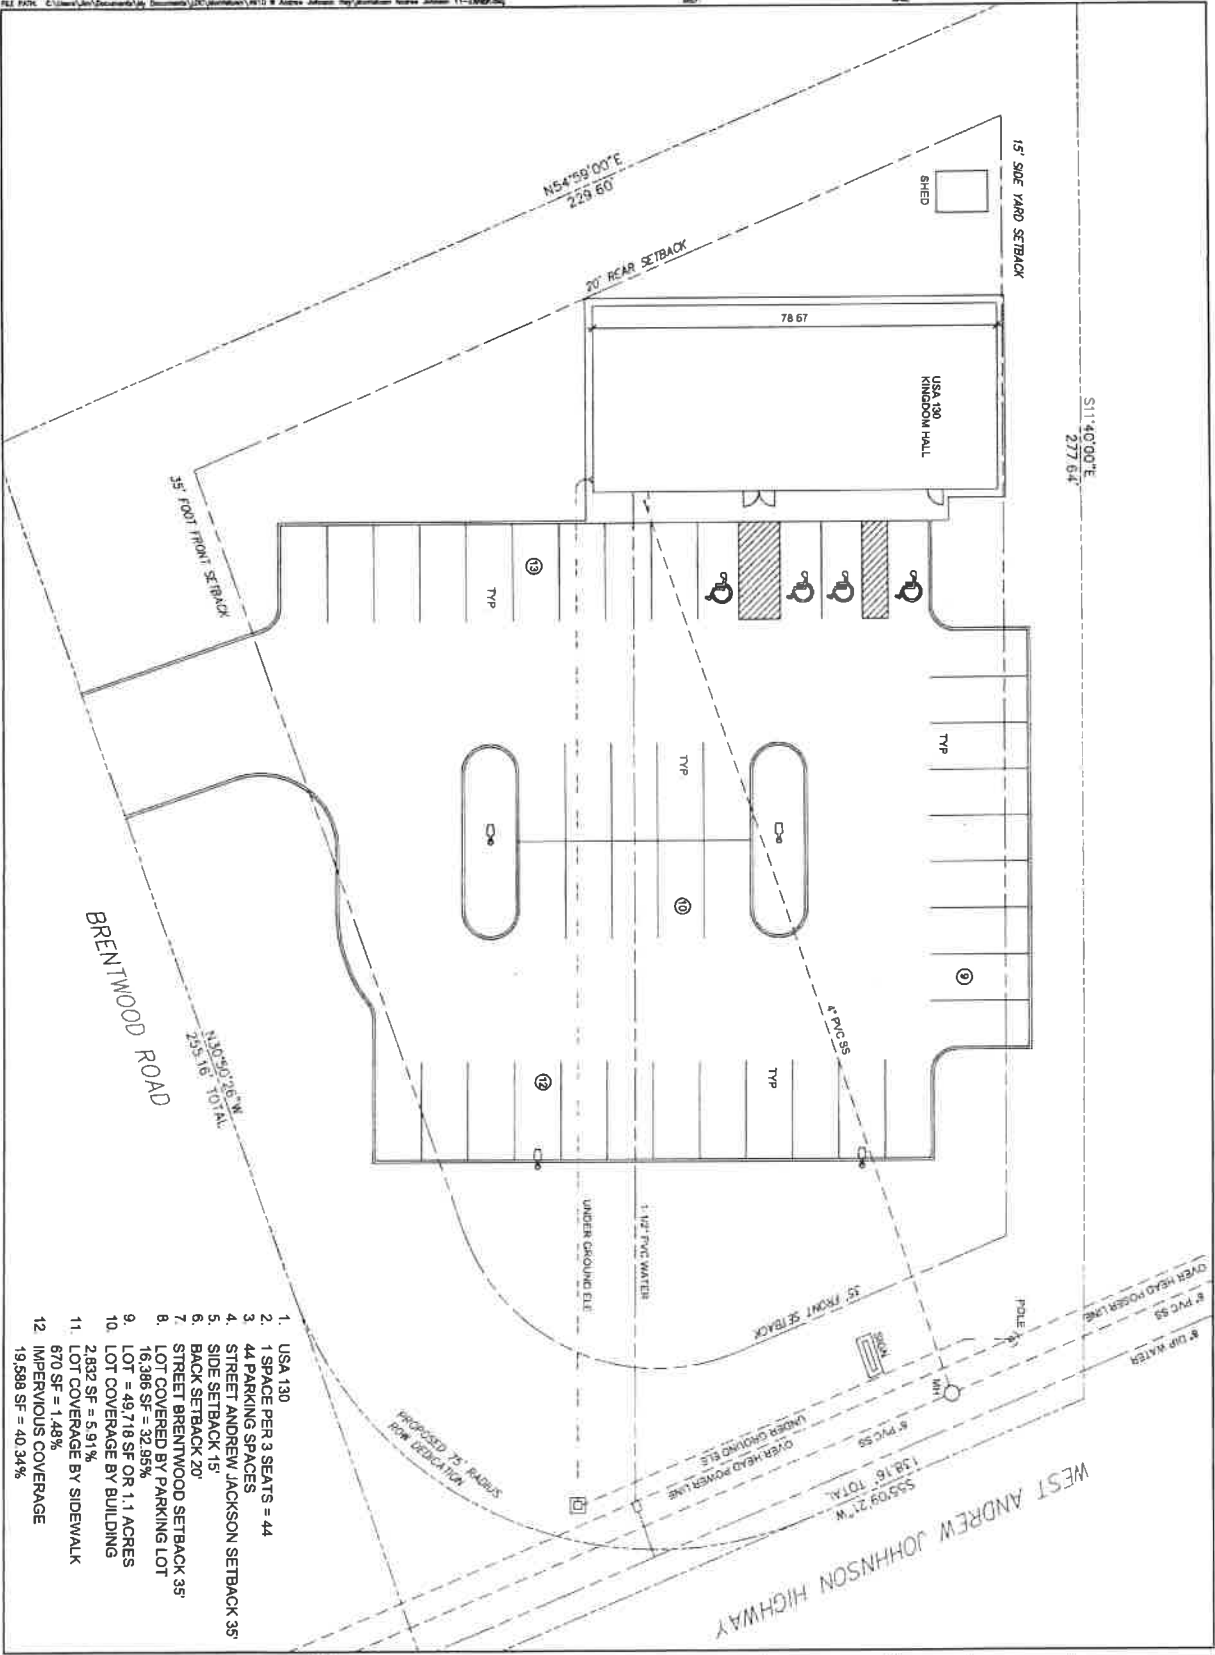 15' SIDE YARD SETBACK
S11°40'00"E
277.64'
N54°59'00"E
229.60'
SHED
20' REAR SETBACK
78.67
USA 130
KINGDOM HALL
35' FOOT FRONT SETBACK
13
TYP
TYP
10
TYP
9
4" PVC SS
12
TYP
BRENTWOOD ROAD
N30°50'26"W
255.16' TOTAL
UNDER GROUND ELE
1-1/2" PVC WATER
35' FRONT SETBACK
SIGN
POLE
MH
OVER HEAD POSER LINE
8" PVC SS
8" DIP WATER
UNDER GROUND ELE
OVER HEAD POWER LINE
8" PVC SS
138.16' TOTAL
S55°09'21"W
WEST ANDREW JOHHNSON HIGHWAY
PROPOSED 75' RADIUS
ROW DEDICATION
1. USA 130
2. 1 SPACE PER 3 SEATS = 44
3. 44 PARKING SPACES
4. STREET ANDREW JACKSON SETBACK 35'
5. SIDE SETBACK 15'
6. BACK SETBACK 20'
7. STREET BRENTWOOD SETBACK 35'
8. LOT COVERED BY PARKING LOT
16,386 SF = 32.95%
9. LOT = 49,718 SF OR 1.1 ACRES
10. LOT COVERAGE BY BUILDING
2,832 SF = 5.91%
11. LOT COVERAGE BY SIDEWALK
670 SF = 1.48%
12. IMPERVIOUS COVERAGE
19,588 SF = 40.34%